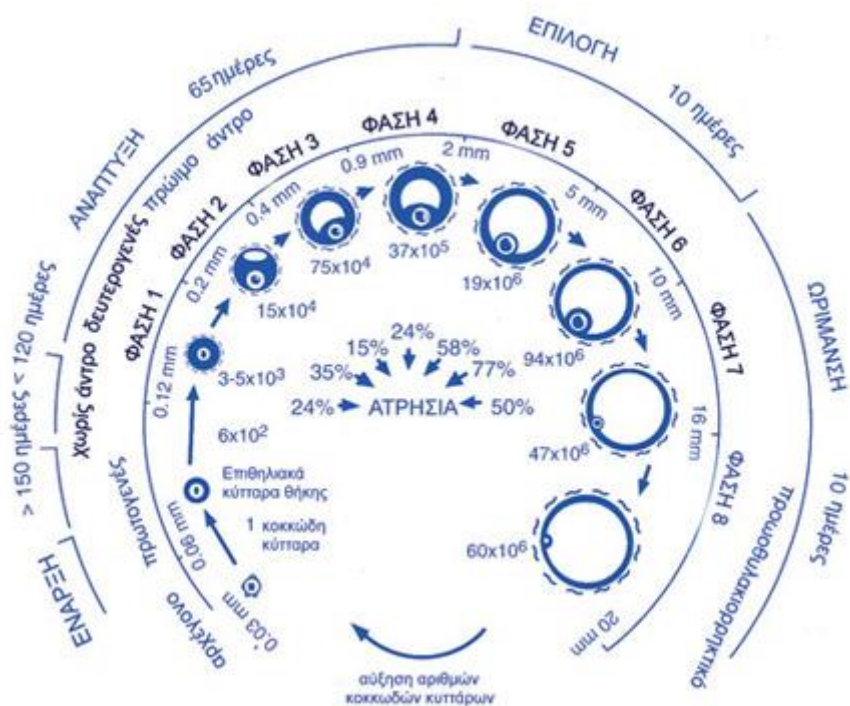 ΕΝΑΡΞΗ
> 150 ημέρες
< 120 ημέρες
ΑΝΑΠΤΥΞΗ
65 ημέρες
ΕΠΙΛΟΓΗ
10 ημέρες
ΩΡΙΜΑΝΣΗ
10 ημέρες
αρχέγονο
πρωτογενές
χωρίς άντρο
δευτερογενές
πρώιμο άντρο
προωοθυλακιορρηκτικό
ΦΑΣΗ 1
ΦΑΣΗ 2
ΦΑΣΗ 3
ΦΑΣΗ 4
ΦΑΣΗ 5
ΦΑΣΗ 6
ΦΑΣΗ 7
ΦΑΣΗ 8
0.03 mm
0.06 mm
0.12 mm
0.2 mm
0.4 mm
0.9 mm
2 mm
5 mm
10 mm
16 mm
20 mm
1 κοκκώδη
κύτταρα
Επιθηλιακά
κύτταρα θήκης
6x10²
3-5x10³
15x10⁴
75x10⁴
37x10⁵
19x10⁶
94x10⁶
47x10⁶
60x10⁶
24%
35%
15%
24%
58%
77%
50%
ΑΤΡΗΣΙΑ
αύξηση αριθμών
κοκκωδών κυττάρων